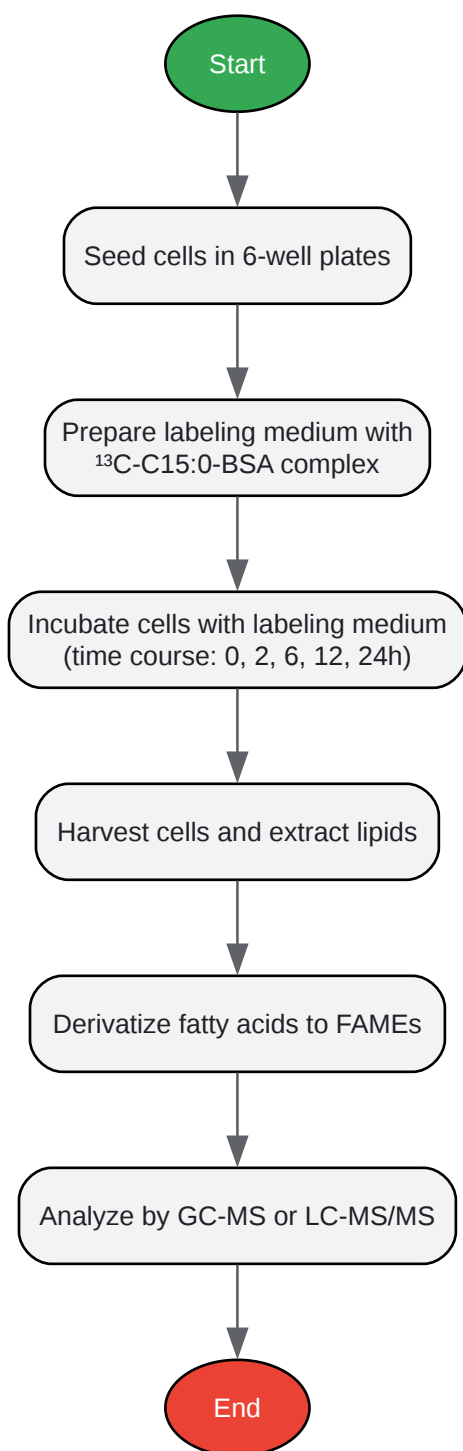 Start
Seed cells in 6-well plates
Prepare labeling medium with
¹³C-C15:0-BSA complex
Incubate cells with labeling medium
(time course: 0, 2, 6, 12, 24h)
Harvest cells and extract lipids
Derivatize fatty acids to FAMEs
Analyze by GC-MS or LC-MS/MS
End